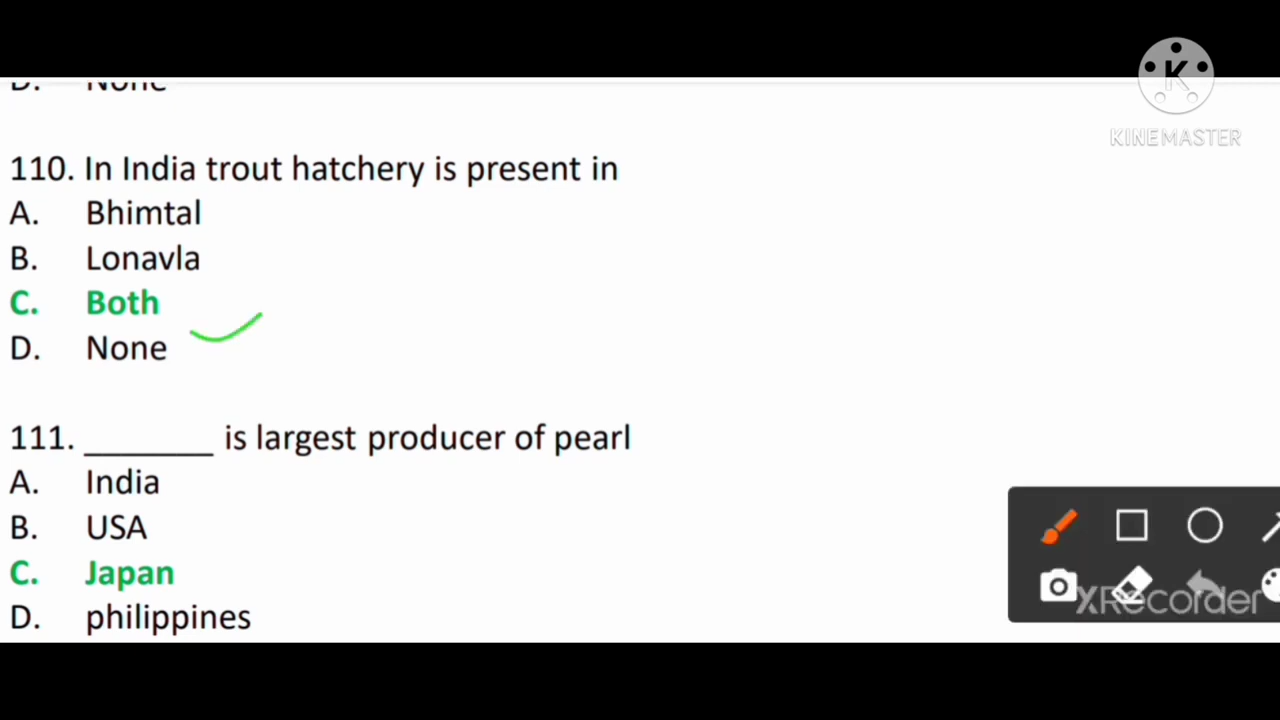 D. None
110. In India trout hatchery is present in
A. Bhimtal
B. Lonavla
C. Both
D. None
111. _______ is largest producer of pearl
A. India
B. USA
C. Japan
D. philippines
K
KINEMASTER
XRecorder